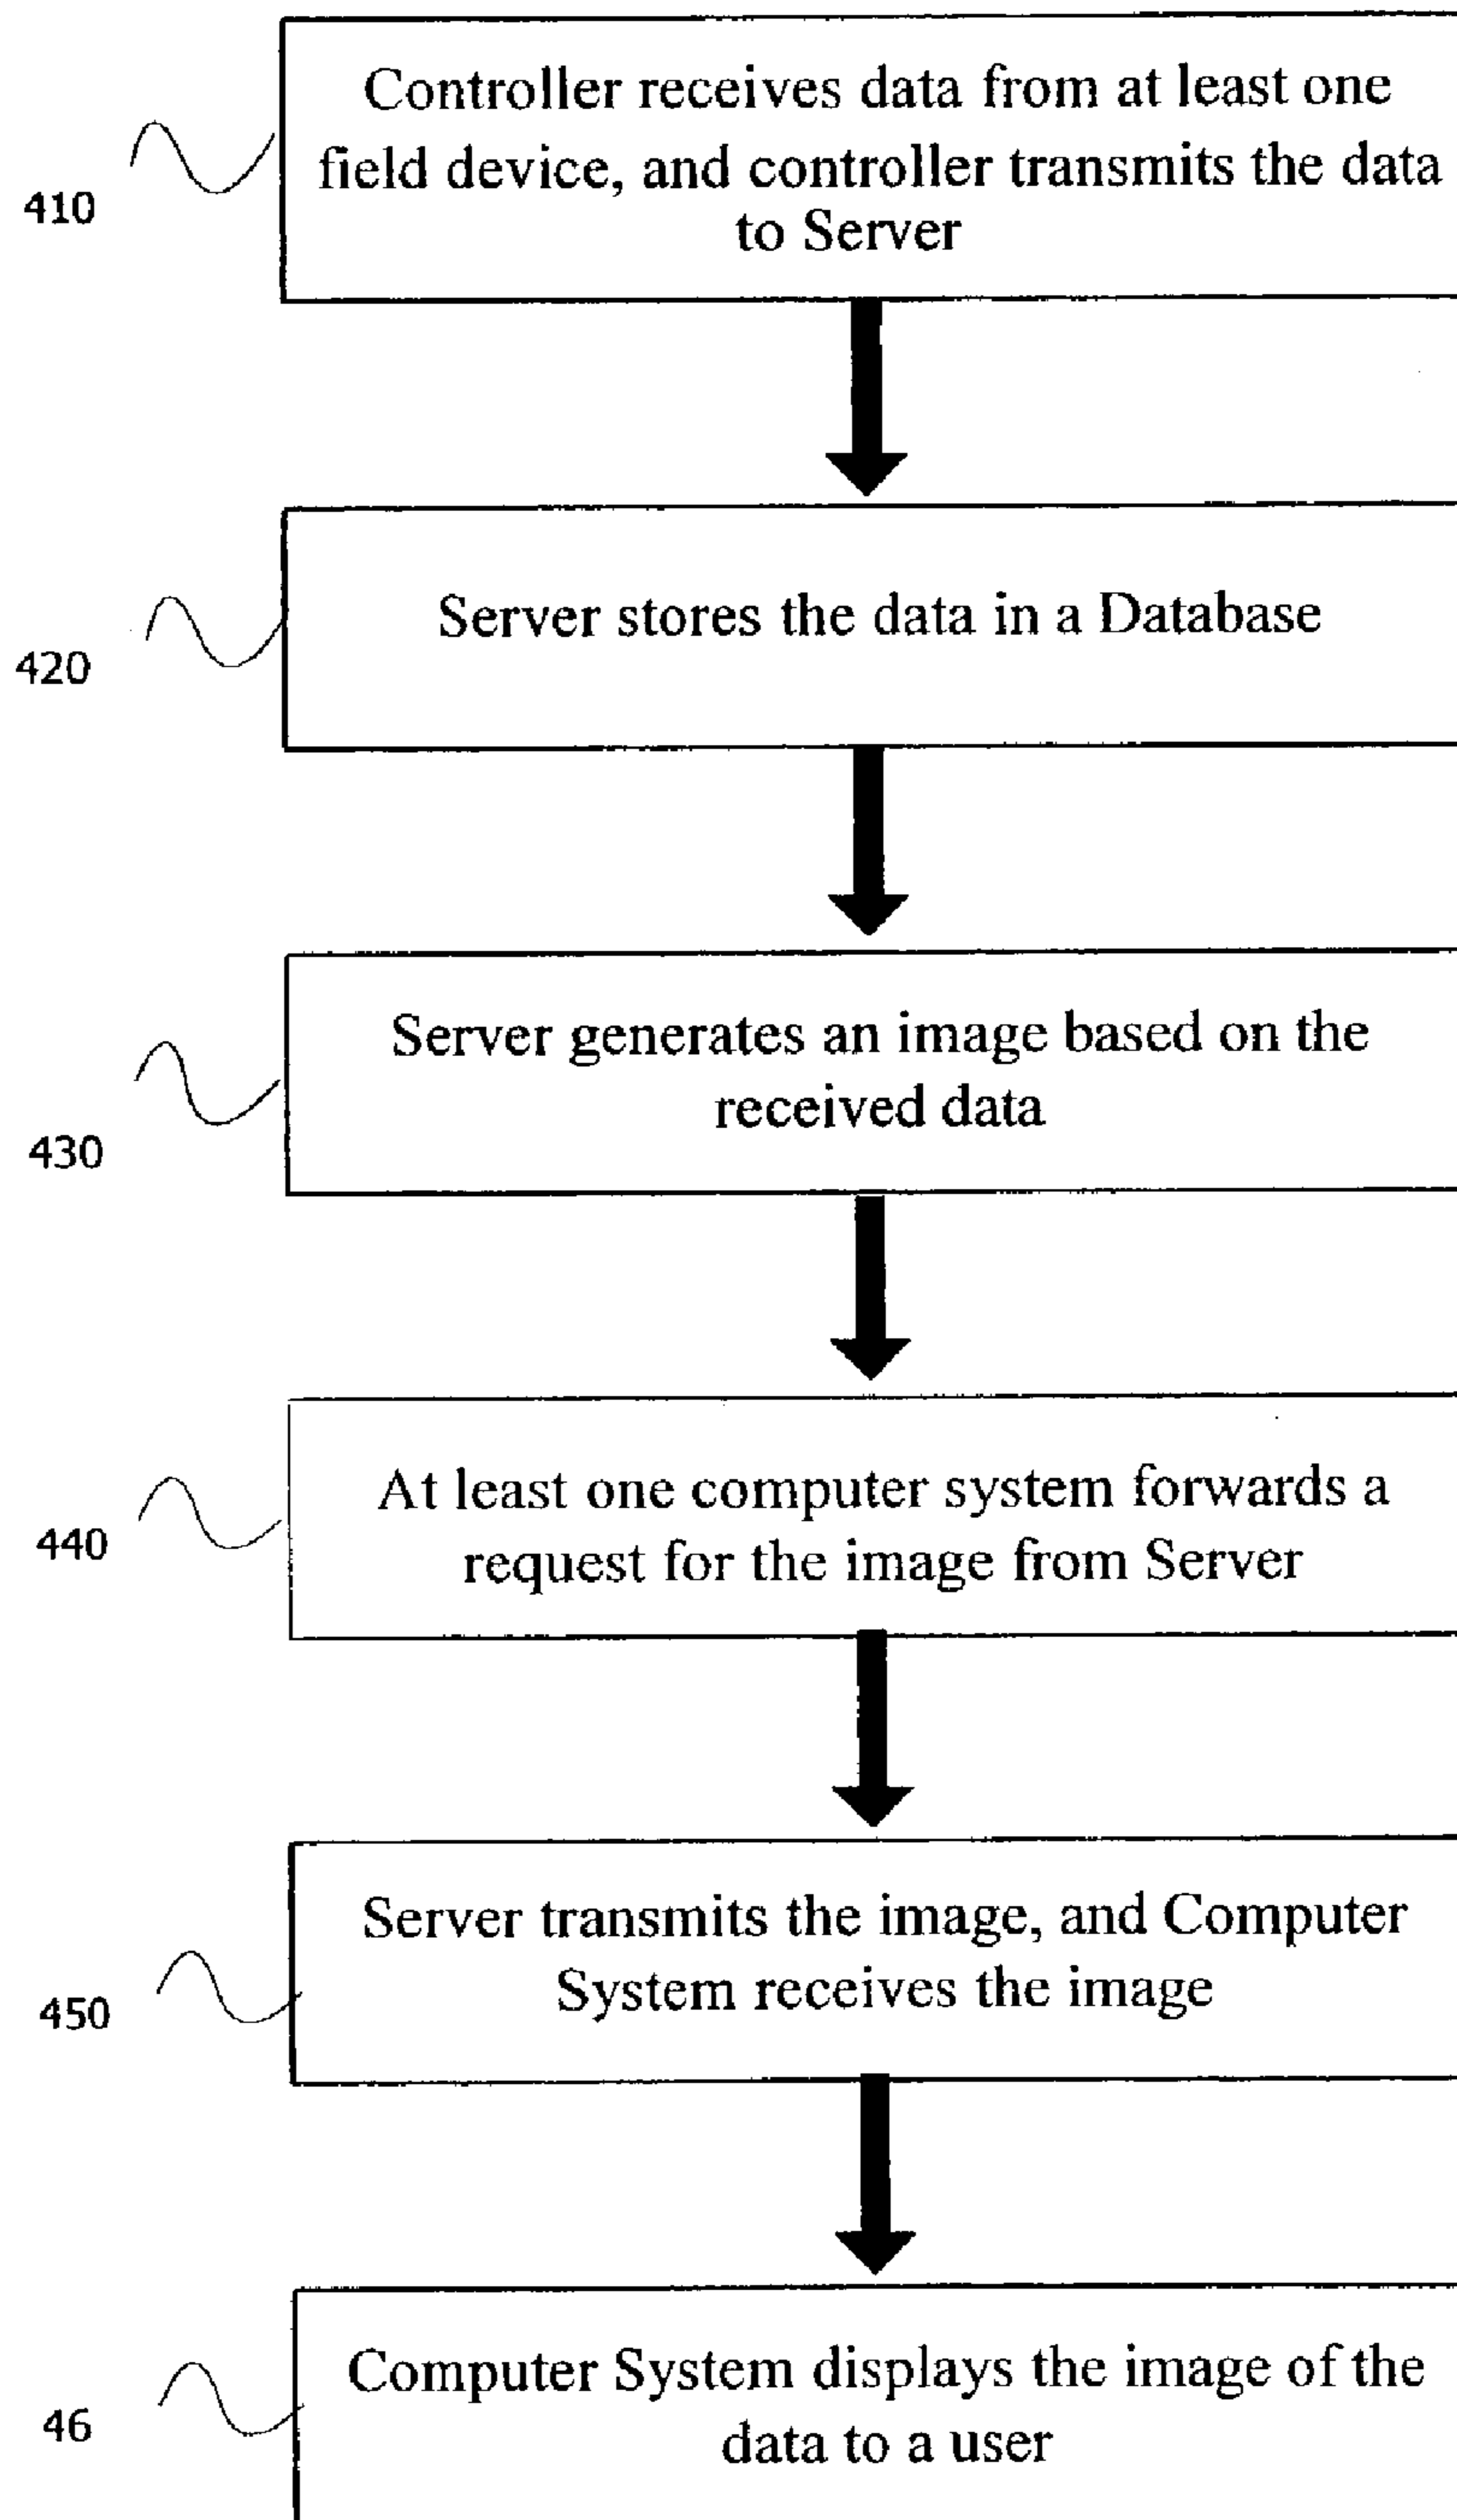 Controller receives data from at least one
field device, and controller transmits the data
to Server
410
Server stores the data in a Database
420
Server generates an image based on the
received data
430
At least one computer system forwards a
request for the image from Server
440
Server transmits the image, and Computer
System receives the image
450
Computer System displays the image of the
data to a user
46